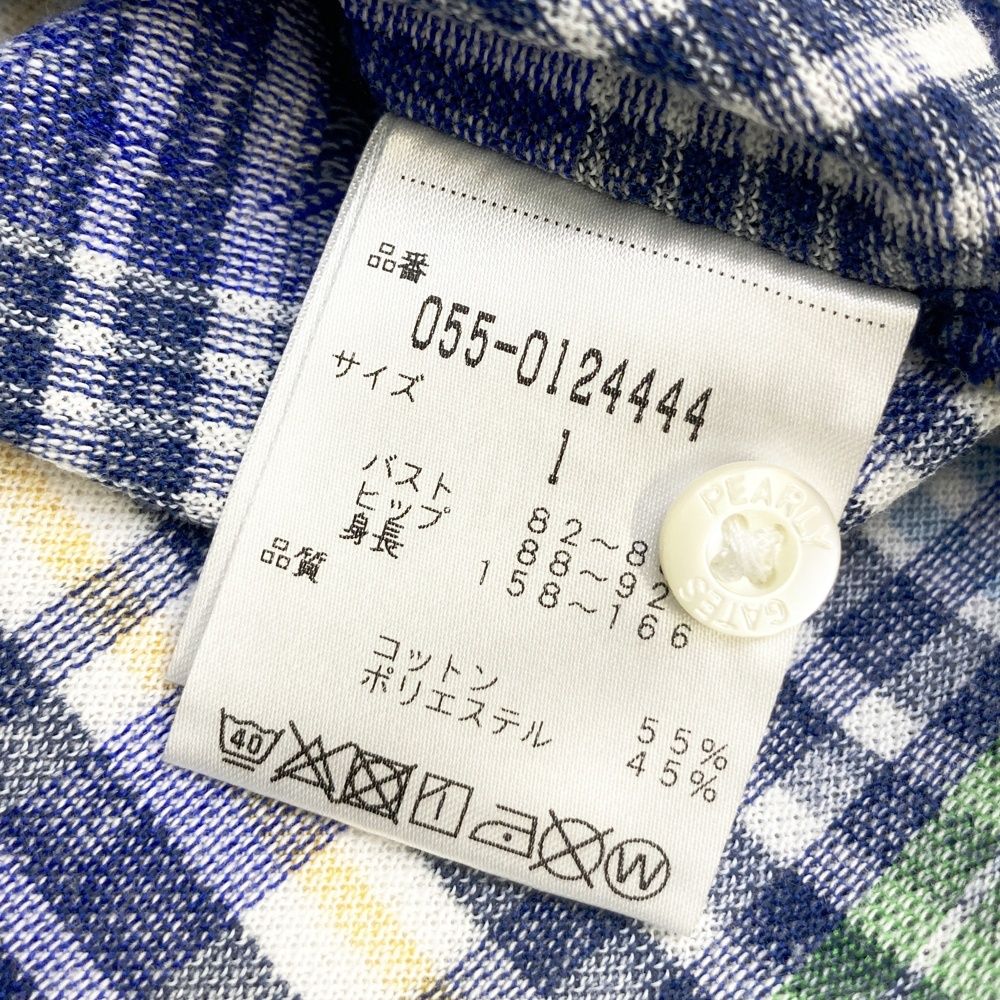 品番
055-0124444
サイズ
1
バスト 82~8
ヒップ 88~92
身長 158~166
品質
コットン 55%
ポリエステル 45%
40
W
PEARLY
GATES